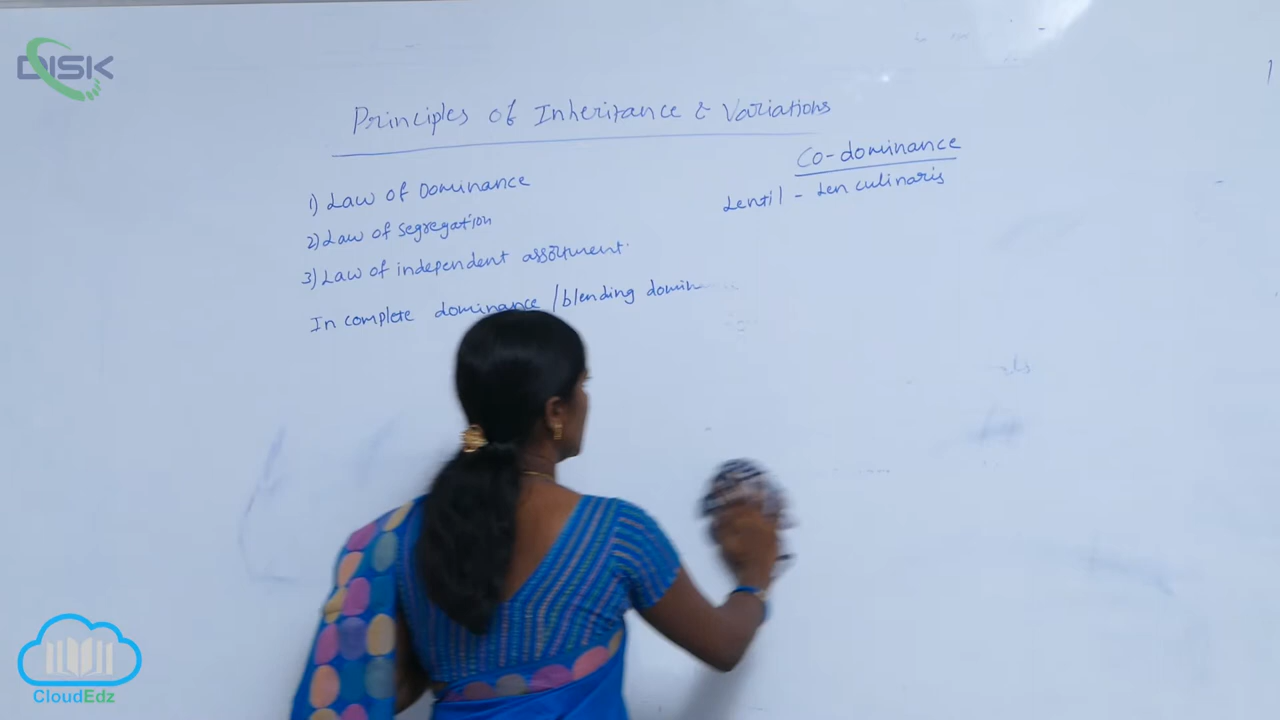 DISK
Principles of Inheritance & Variations
1) Law of Dominance
2) Law of segregation
3) Law of independent assortment
In complete dominance / blending domin
Co-dominance
Lentil - Len culinaris
CloudEdz